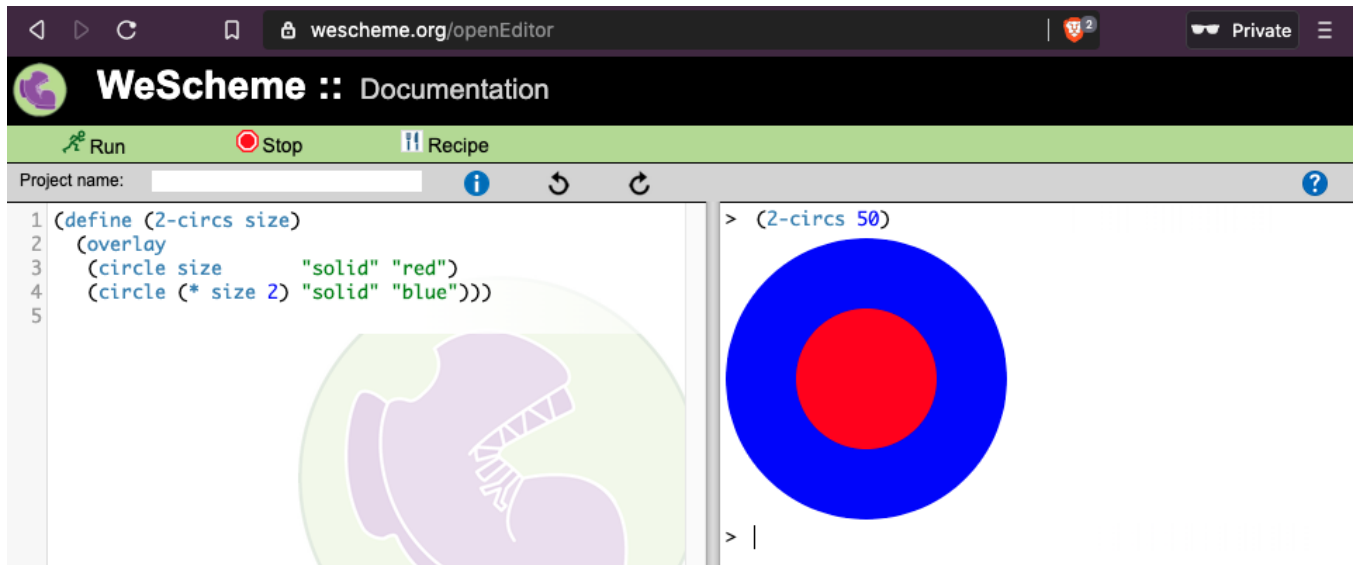 wescheme.org/openEditor
2
Private
WeScheme :: Documentation
Run Stop Recipe
Project name: i ?
1 (define (2-circs size)
2   (overlay
3    (circle size       "solid" "red")
4    (circle (* size 2) "solid" "blue")))
5
> (2-circs 50)
>